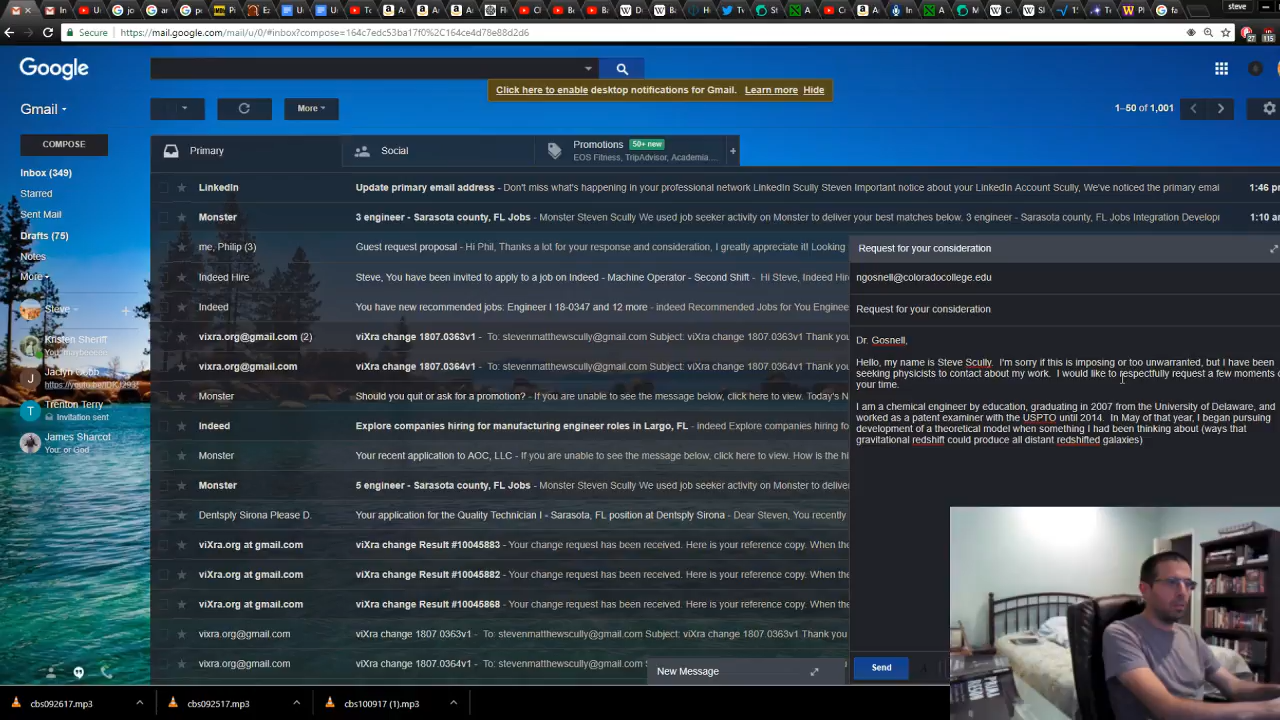 steve
Secure
https://mail.google.com/mail/u/0/#inbox?compose=164c7edc53ba17f0%2C164ce4d78e88d2d6
Google
Click here to enable desktop notifications for Gmail. Learn more Hide
Gmail
More
1–50 of 1,001
COMPOSE
Primary
Social
Promotions 50+ new
EOS Fitness, TripAdvisor, Academia...
Inbox (349)
Starred
Sent Mail
Drafts (75)
Notes
More
Steve
Kristen Sheriff
You: maybeeeee
Jaclyn Cobb
Trenton Terry
Invitation sent
James Sharcot
You: or God
LinkedIn Update primary email address - Don't miss what's happening in your professional network LinkedIn Scully Steven Important notice about your LinkedIn Account Scully, We've noticed the primary emai 1:46 p
Monster 3 engineer - Sarasota county, FL Jobs - Monster Steven Scully We used job seeker activity on Monster to deliver your best matches below. 3 engineer - Sarasota county, FL Jobs Integration Develop 1:10 a
me, Philip (3) Guest request proposal - Hi Phil, Thanks a lot for your response and consideration, I greatly appreciate it! Looking
Indeed Hire Steve, You have been invited to apply to a job on Indeed - Machine Operator - Second Shift - Hi Steve, Indeed Hir
Indeed You have new recommended jobs: Engineer I 18-0347 and 12 more - indeed Recommended Jobs for You Engineer
vixra.org@gmail.com (2) viXra change 1807.0363v1 - To: stevenmatthewscully@gmail.com Subject: viXra change 1807.0363v1 Thank you
vixra.org@gmail.com viXra change 1807.0364v1 - To: stevenmatthewscully@gmail.com Subject: viXra change 1807.0364v1 Thank you
Monster Should you quit or ask for a promotion? - If you are unable to see the message below, click here to view. Today's N
Indeed Explore companies hiring for manufacturing engineer roles in Largo, FL -
Monster Your recent application to AOC, LLC - If you are unable to see the message below, click here to view. How is the hi
Monster 5 engineer - Sarasota county, FL Jobs - Monster Steven Scully We used job seeker activity on Monster to deliver
Dentsply Sirona Please D. Your application for the Quality Technician I - Sarasota, FL position at Dentsply Sirona - Dear Steven, You recently
viXra.org at gmail.com viXra change Result #10045883 - Your change request has been received. Here is your reference copy. When the
viXra.org at gmail.com viXra change Result #10045882 - Your change request has been received. Here is your reference copy. When the
viXra.org at gmail.com viXra change Result #10045868 - Your change request has been received. Here is your reference copy. When the
vixra.org@gmail.com viXra change 1807.0363v1 - To: stevenmatthewscully@gmail.com Subject: viXra change 1807.0363v1 Thank you
vixra.org@gmail.com viXra change 1807.0364v1 - To: stevenmatthewscully@gmail.com
Request for your consideration
ngosnell@coloradocollege.edu
Request for your consideration
Dr. Gosnell,
Hello, my name is Steve Scully. I'm sorry if this is imposing or too unwarranted, but I have been
seeking physicists to contact about my work. I would like to respectfully request a few moments o
your time.
I am a chemical engineer by education, graduating in 2007 from the University of Delaware, and
worked as a patent examiner with the USPTO until 2014. In May of that year, I began pursuing
development of a theoretical model when something I had been thinking about (ways that
gravitational redshift could produce all distant redshifted galaxies)
New Message
Send
cbs092617.mp3
cbs092517.mp3
cbs100917 (1).mp3